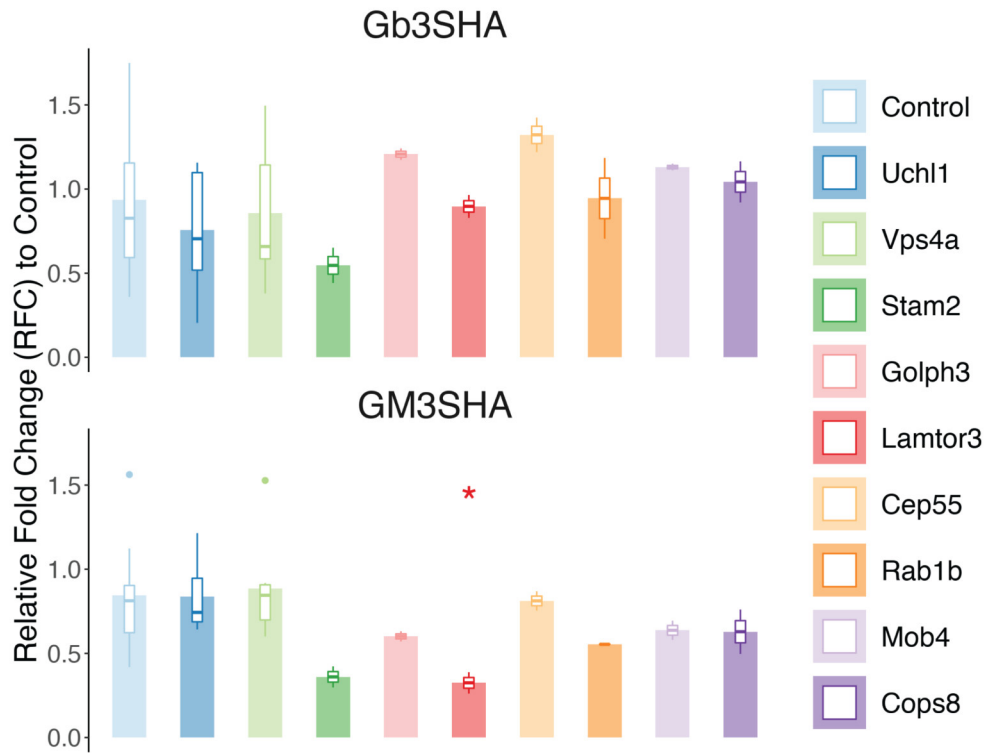 Gb3SHA
1.5
1.0
0.5
0.0
Relative Fold Change (RFC) to Control
GM3SHA
1.5
1.0
0.5
0.0
*
Control
Uchl1
Vps4a
Stam2
Golph3
Lamtor3
Cep55
Rab1b
Mob4
Cops8